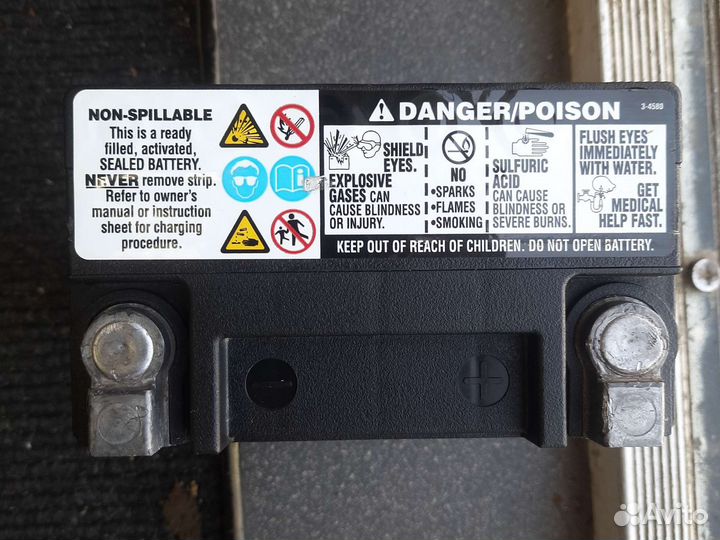 NON-SPILLABLE
This is a ready
filled, activated,
SEALED BATTERY.
NEVER remove strip.
Refer to owner's
manual or instruction
sheet for charging
procedure.
DANGER/POISON
3-4580
SHIELD
EYES.
EXPLOSIVE
GASES CAN
CAUSE BLINDNESS
OR INJURY.
NO
•SPARKS
•FLAMES
•SMOKING
SULFURIC
ACID
CAN CAUSE
BLINDNESS OR
SEVERE BURNS.
FLUSH EYES
IMMEDIATELY
WITH WATER.
GET
MEDICAL
HELP FAST.
KEEP OUT OF REACH OF CHILDREN. DO NOT OPEN BATTERY.
Avito